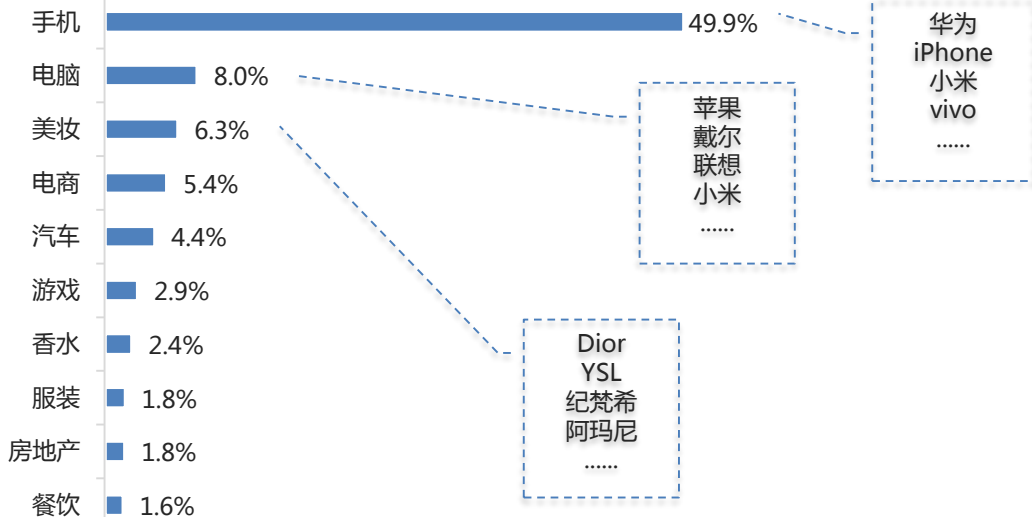 手机
49.9%
电脑
8.0%
美妆
6.3%
电商
5.4%
汽车
4.4%
游戏
2.9%
香水
2.4%
服装
1.8%
房地产
1.8%
餐饮
1.6%
华为
iPhone
小米
vivo
......
苹果
戴尔
联想
小米
......
Dior
YSL
纪梵希
阿玛尼
......